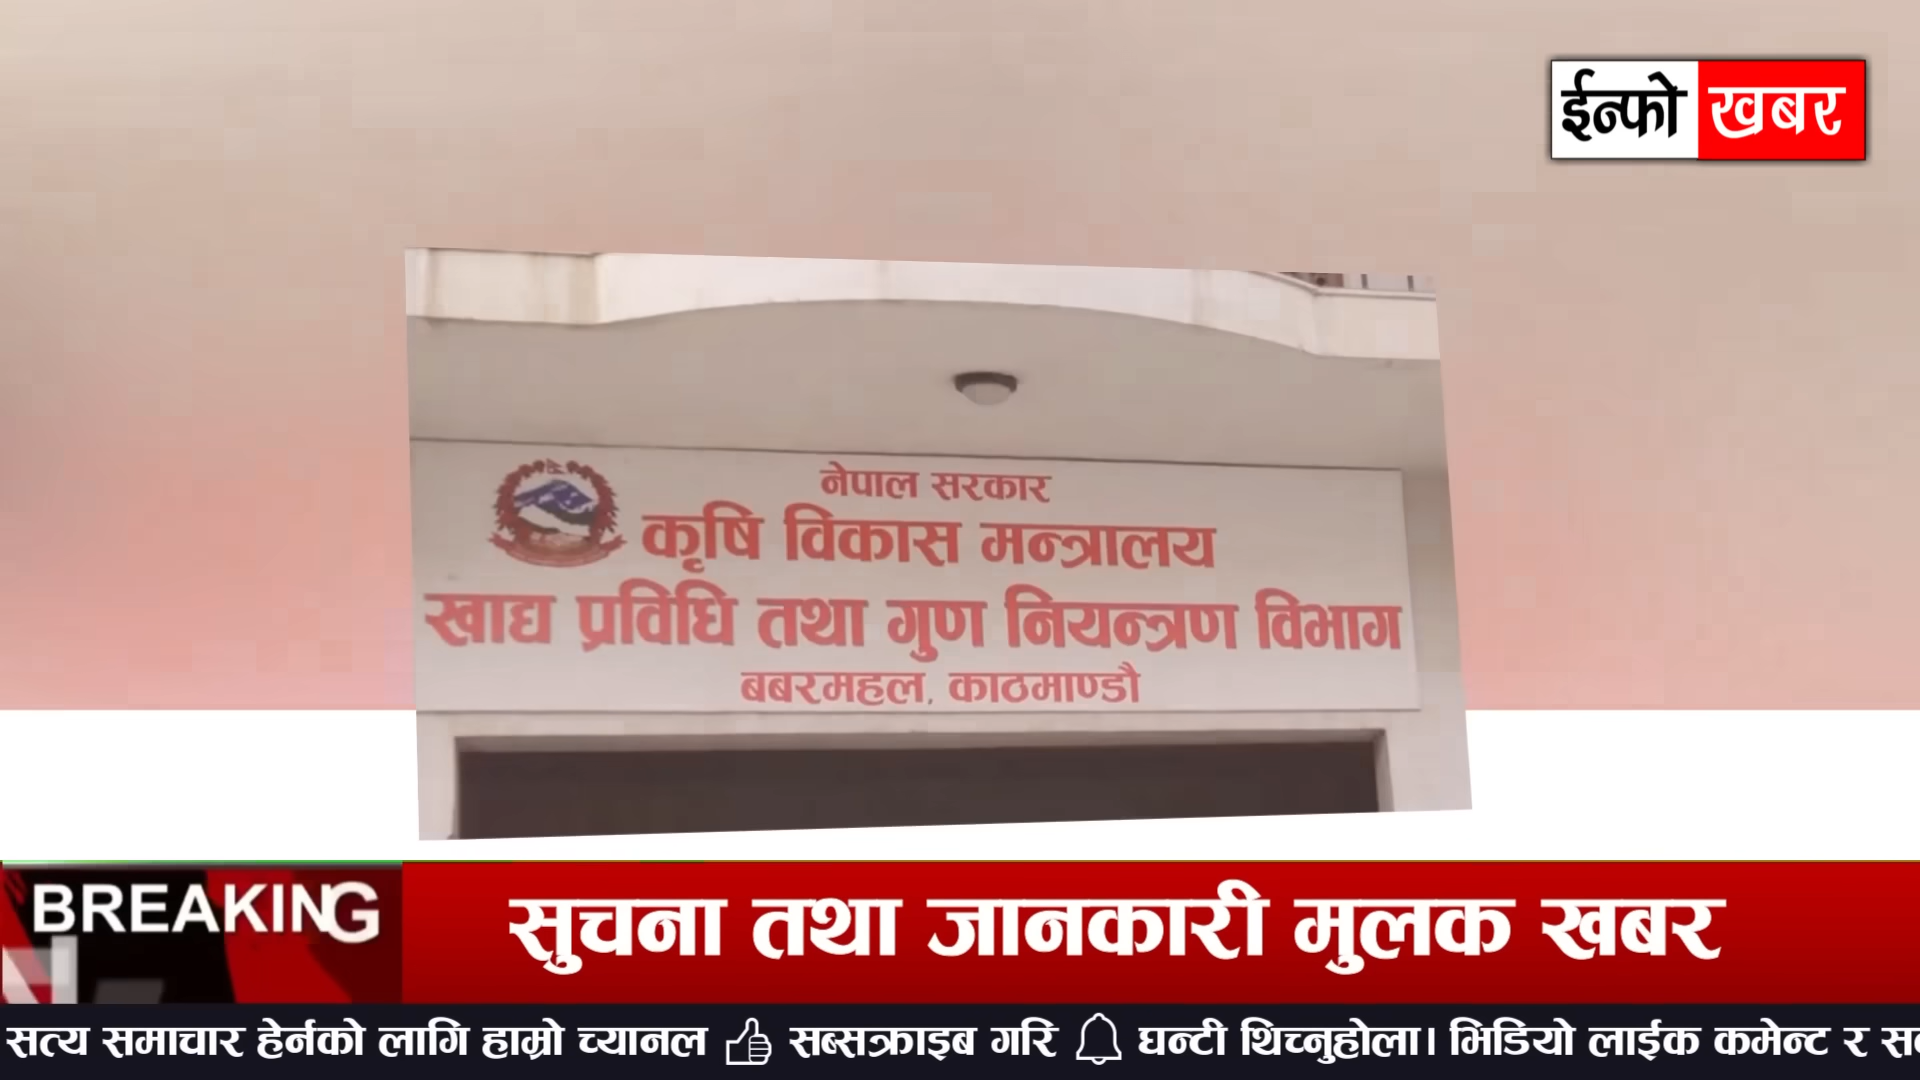 ईन्फो खबर
नेपाल सरकार
कृषि विकास मन्त्रालय
खाद्य प्रविधि तथा गुण नियन्त्रण विभाग
बबरमहल, काठमाण्डौ
BREAKING
सुचना तथा जानकारी मुलक खबर
सत्य समाचार हेर्नको लागि हाम्रो च्यानल सब्सक्राइब गरि घन्टी थिच्नुहोला। भिडियो लाईक कमेन्ट र